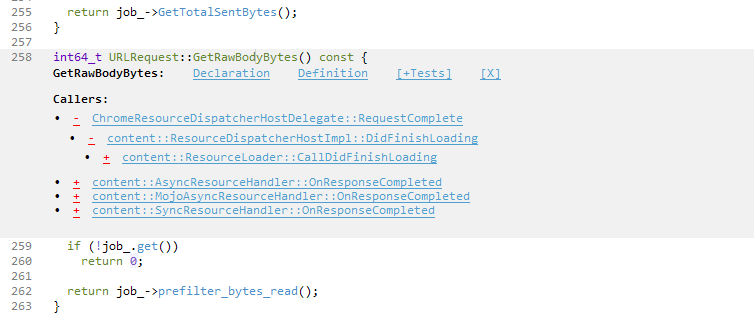 254
255 return job_->GetTotalSentBytes();
256 }
257
258 int64_t URLRequest::GetRawBodyBytes() const {
GetRawBodyBytes: Declaration Definition [+Tests] [X]
Callers:
• - ChromeResourceDispatcherHostDelegate::RequestComplete
• - content::ResourceDispatcherHostImpl::DidFinishLoading
• + content::ResourceLoader::CallDidFinishLoading
• + content::AsyncResourceHandler::OnResponseCompleted
• + content::MojoAsyncResourceHandler::OnResponseCompleted
• + content::SyncResourceHandler::OnResponseCompleted
259 if (!job_.get())
260 return 0;
261
262 return job_->prefilter_bytes_read();
263 }